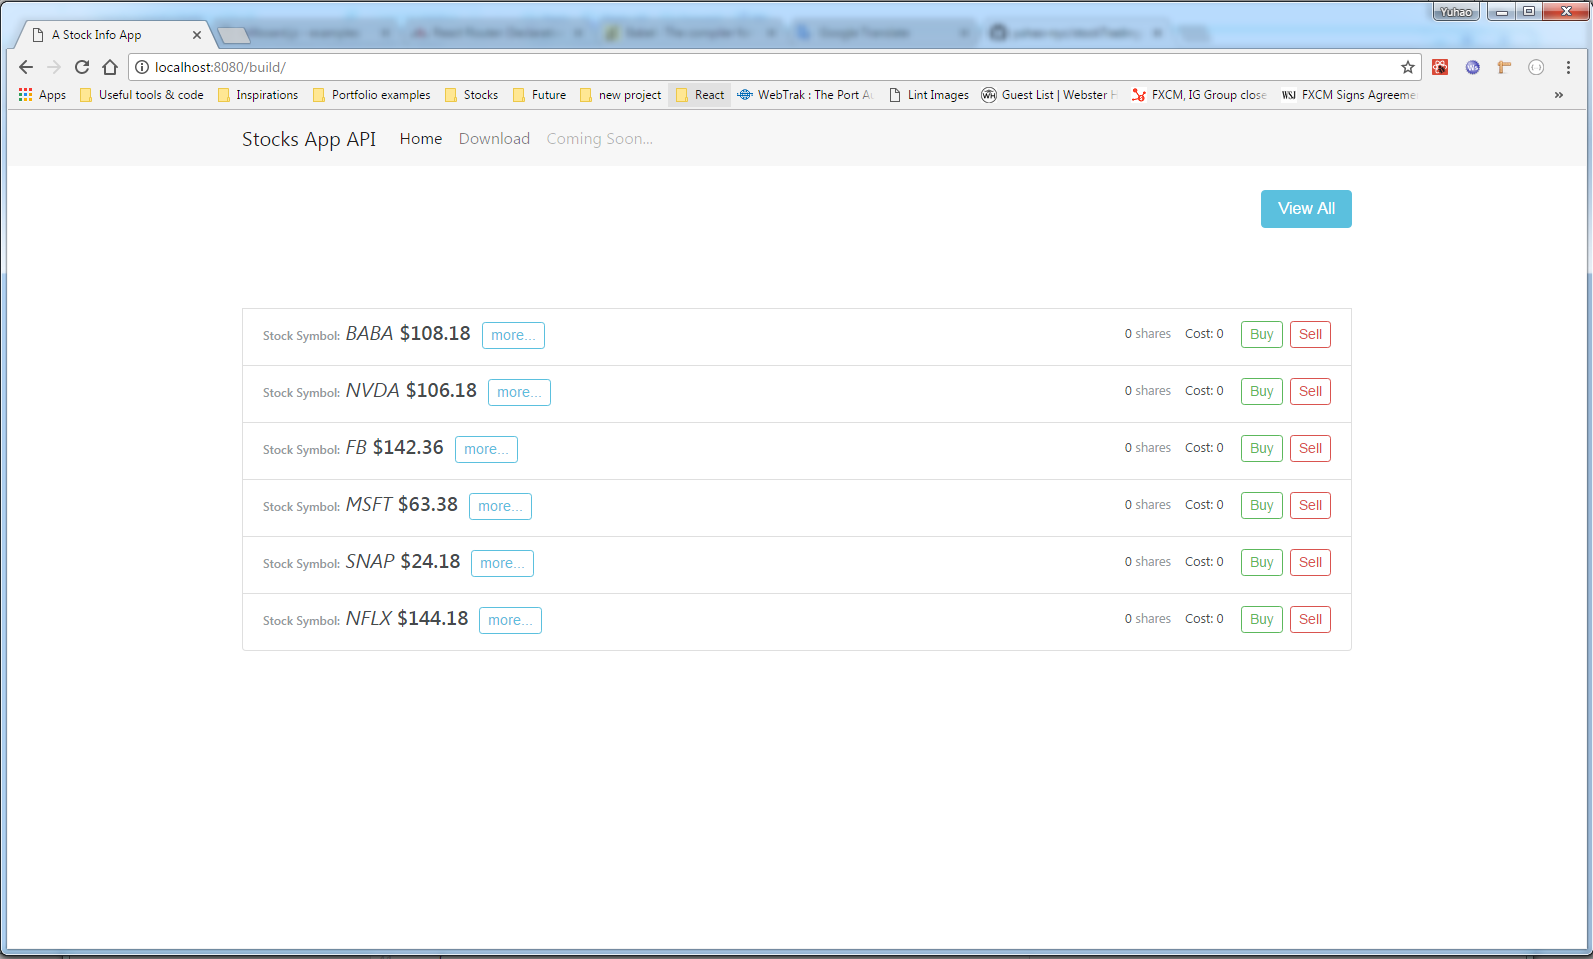 Yuhao
A Stock Info App
localhost:8080/build/
Apps Useful tools & code Inspirations Portfolio examples Stocks Future new project React WebTrak : The Port Lint Images Guest List | Webster FXCM, IG Group close WSJ FXCM Signs
Stocks App API Home Download Coming Soon...
View All
Stock Symbol: BABA $108.18 more... 0 shares Cost: 0 Buy Sell
Stock Symbol: NVDA $106.18 more... 0 shares Cost: 0 Buy Sell
Stock Symbol: FB $142.36 more... 0 shares Cost: 0 Buy Sell
Stock Symbol: MSFT $63.38 more... 0 shares Cost: 0 Buy Sell
Stock Symbol: SNAP $24.18 more... 0 shares Cost: 0 Buy Sell
Stock Symbol: NFLX $144.18 more... 0 shares Cost: 0 Buy Sell